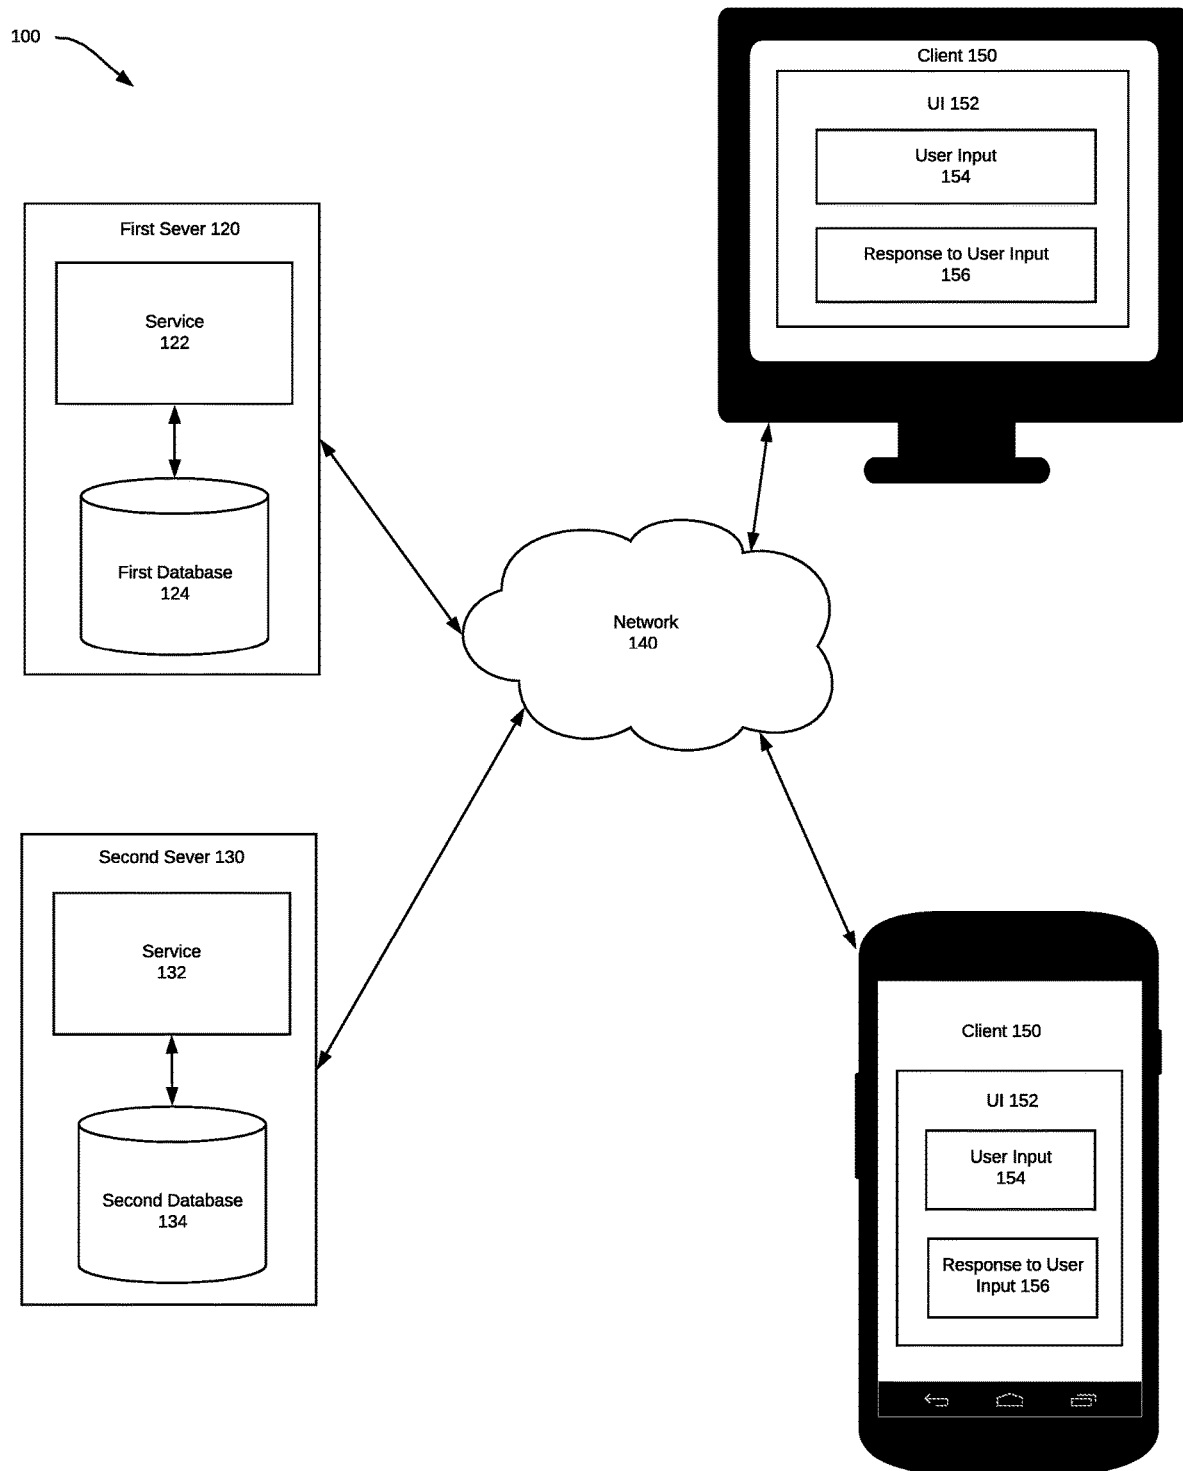 100
Client 150
UI 152
User Input
154
Response to User Input
156
First Sever 120
Service
122
First Database
124
Network
140
Second Sever 130
Service
132
Second Database
134
Client 150
UI 152
User Input
154
Response to User
Input 156